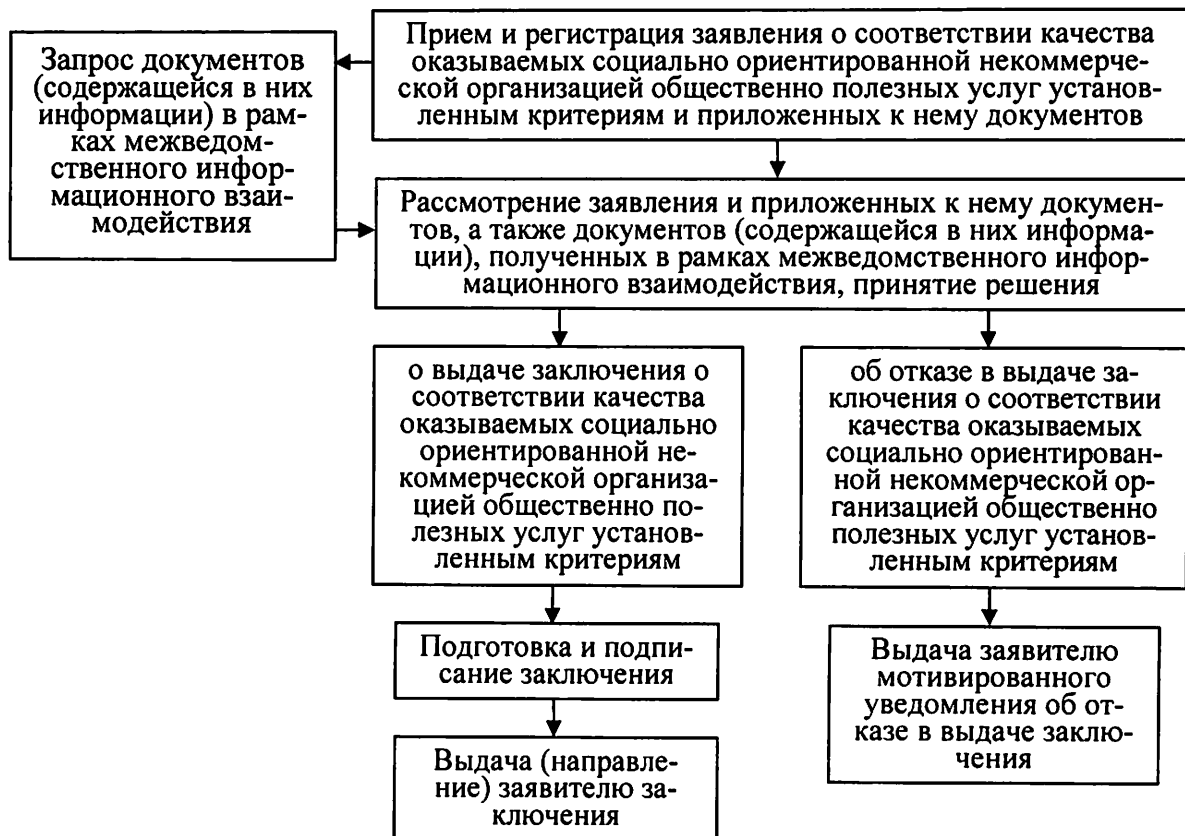 Прием и регистрация заявления о соответствии качества
оказываемых социально ориентированной некоммерче-
ской организацией общественно полезных услуг установ-
ленным критериям и приложенных к нему документов
Запрос документов
(содержащейся в них
информации) в рам-
ках межведом-
ственного инфор-
мационного взаи-
модействия
Рассмотрение заявления и приложенных к нему докумен-
тов, а также документов (содержащейся в них информа-
ции), полученных в рамках межведомственного инфор-
мационного взаимодействия, принятие решения
о выдаче заключения о
соответствии качества
оказываемых социально
ориентированной не-
коммерческой организа-
цией общественно по-
лезных услуг установ-
ленным критериям
об отказе в выдаче за-
ключения о соответствии
качества оказываемых
социально ориентирован-
ной некоммерческой ор-
ганизацией общественно
полезных услуг установ-
ленным критериям
Подготовка и подпи-
сание заключения
Выдача заявителю
мотивированного
уведомления об от-
казе в выдаче заклю-
чения
Выдача (направле-
ние) заявителю за-
ключения